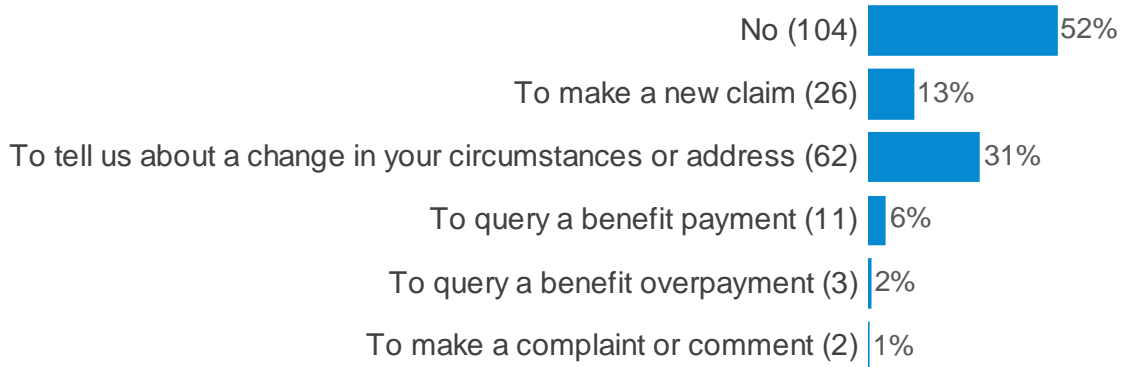 No (104) 52%
To make a new claim (26) 13%
To tell us about a change in your circumstances or address (62) 31%
To query a benefit payment (11) 6%
To query a benefit overpayment (3) 2%
To make a complaint or comment (2) 1%